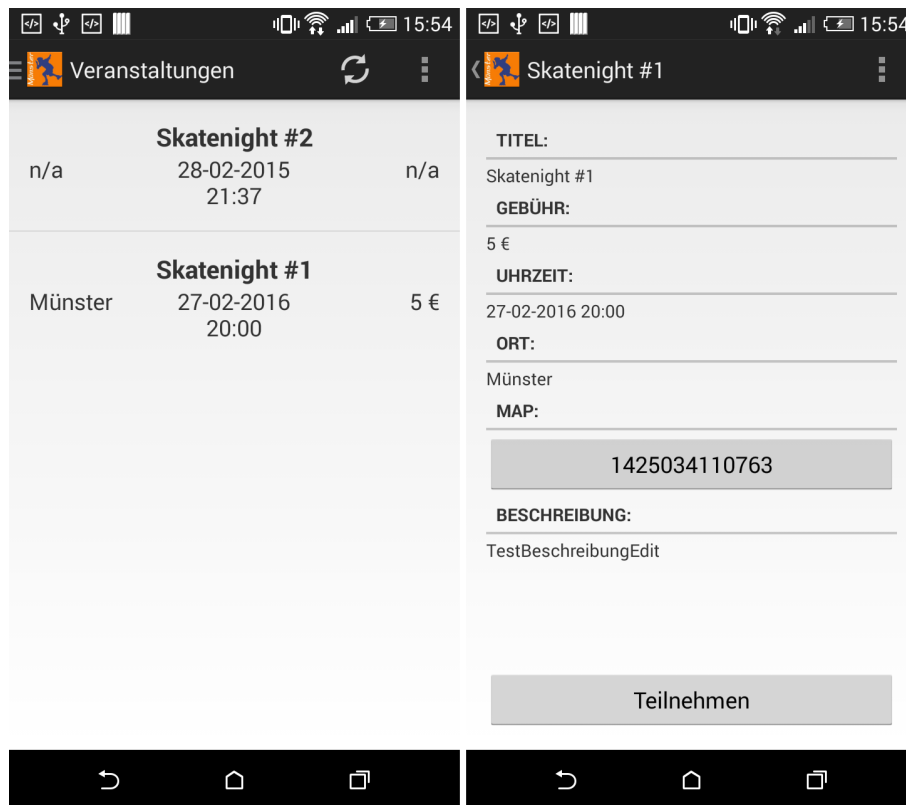 15:54
Veranstaltungen
Skatenight #2
n/a 28-02-2015 n/a
21:37
Skatenight #1
Münster 27-02-2016 5 €
20:00
15:54
Skatenight #1
TITEL:
Skatenight #1
GEBÜHR:
5 €
UHRZEIT:
27-02-2016 20:00
ORT:
Münster
MAP:
1425034110763
BESCHREIBUNG:
TestBeschreibungEdit
Teilnehmen